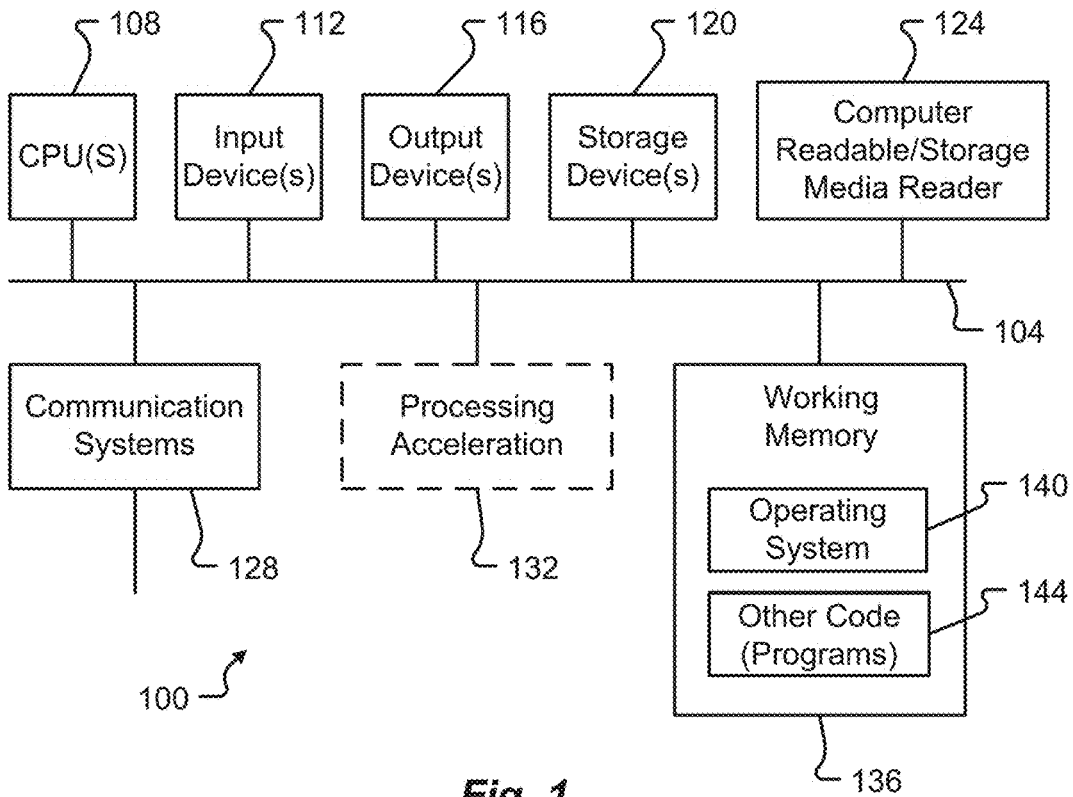 108
112
116
120
124
CPU(S)
Input
Device(s)
Output
Device(s)
Storage
Device(s)
Computer
Readable/Storage
Media Reader
104
Communication
Systems
Processing
Acceleration
Working
Memory
Operating
System
140
128
132
Other Code
(Programs)
144
100
136
Fig. 1